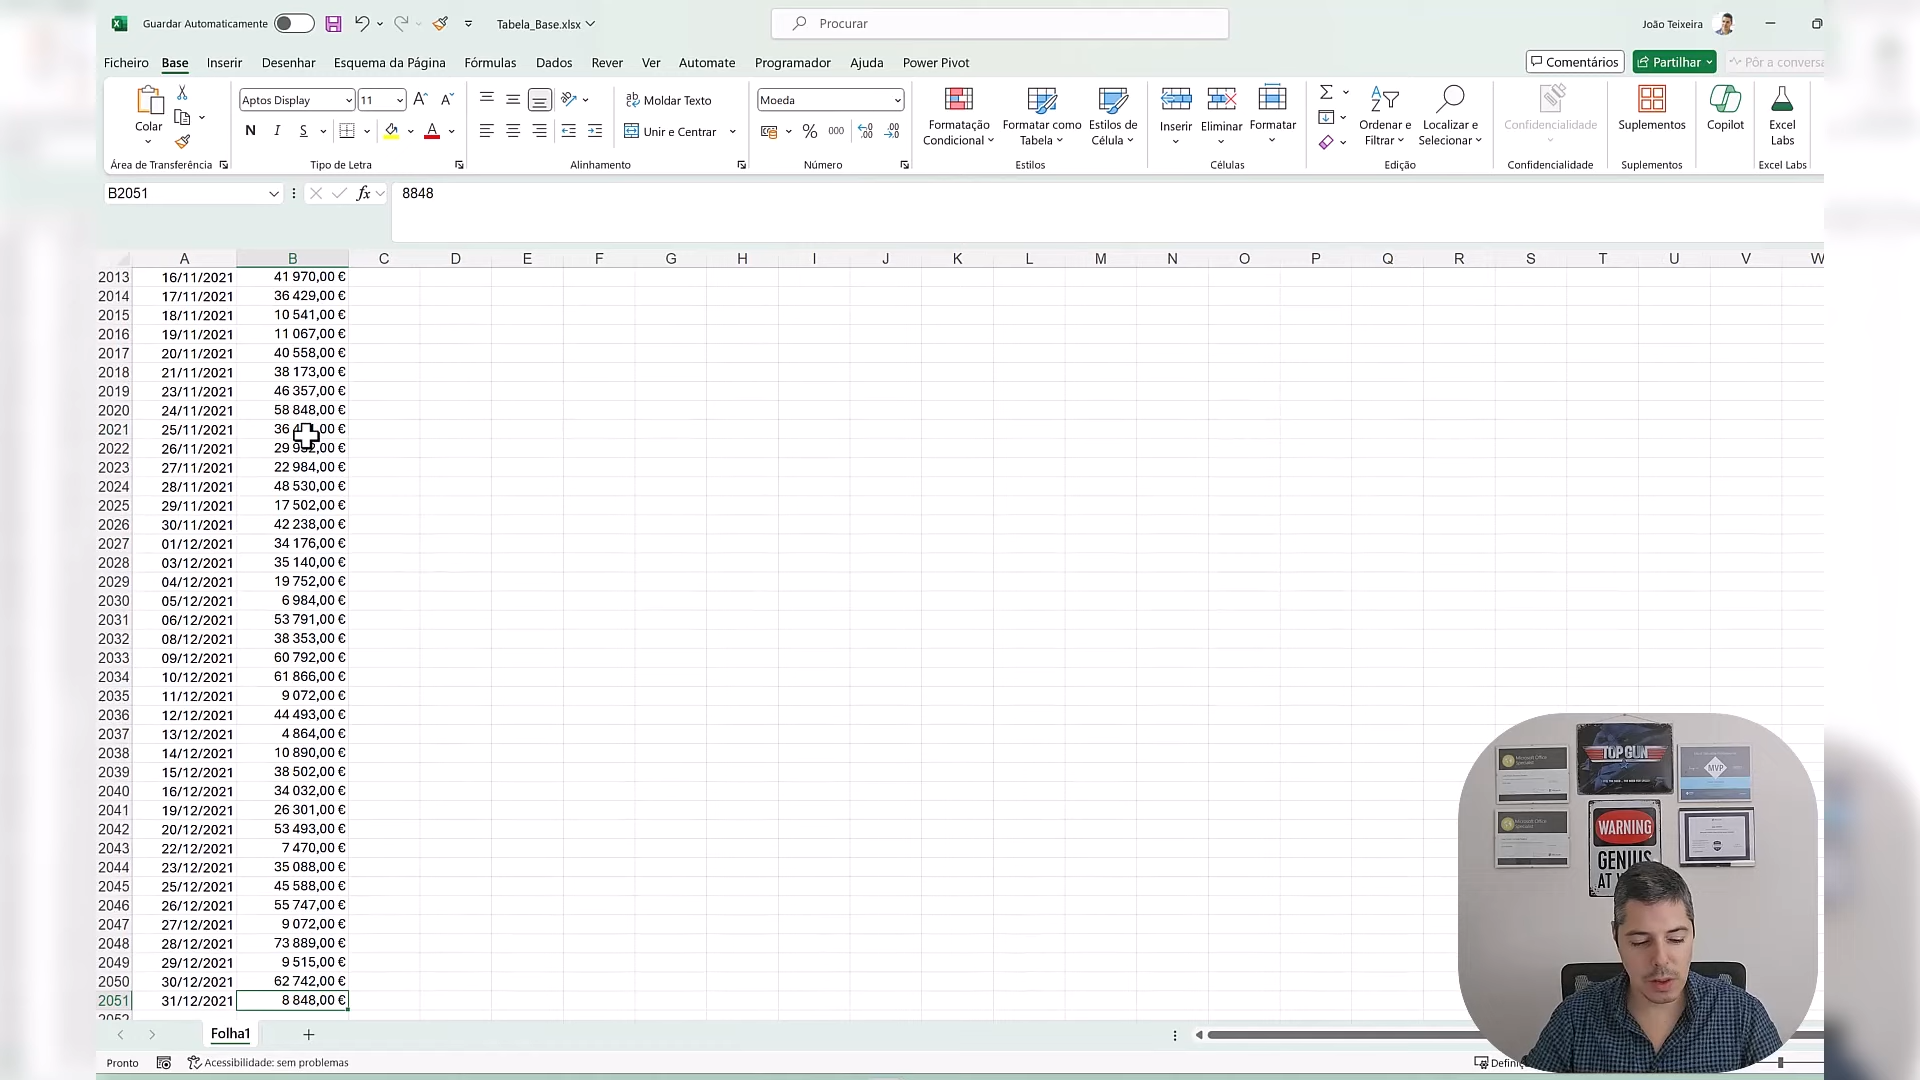 Guardar Automaticamente Tabela_Base.xlsx Procurar João Teixeira
Ficheiro Base Inserir Desenhar Esquema da Página Fórmulas Dados Rever Ver Automate Programador Ajuda Power Pivot Comentários Partilhar Pôr a conversa
Colar Aptos Display 11 Moldar Texto Moeda
N I S A Unir e Centrar % 000
Formatação Condicional Formatar como Tabela Estilos de Célula Inserir Eliminar Formatar Ordenar e Filtrar Localizar e Selecionar Confidencialidade Suplementos Copilot Excel Labs
Área de Transferência Tipo de Letra Alinhamento Número Estilos Células Edição Confidencialidade Suplementos Excel Labs
B2051 fx 8848
A B C D E F G H I J K L M N O P Q R S T U V W
2013 16/11/2021 41 970,00 €
2014 17/11/2021 36 429,00 €
2015 18/11/2021 10 541,00 €
2016 19/11/2021 11 067,00 €
2017 20/11/2021 40 558,00 €
2018 21/11/2021 38 173,00 €
2019 23/11/2021 46 357,00 €
2020 24/11/2021 58 848,00 €
2021 25/11/2021
2022 26/11/2021
2023 27/11/2021 22 984,00 €
2024 28/11/2021 48 530,00 €
2025 29/11/2021 17 502,00 €
2026 30/11/2021 42 238,00 €
2027 01/12/2021 34 176,00 €
2028 03/12/2021 35 140,00 €
2029 04/12/2021 19 752,00 €
2030 05/12/2021 6 984,00 €
2031 06/12/2021 53 791,00 €
2032 08/12/2021 38 353,00 €
2033 09/12/2021 60 792,00 €
2034 10/12/2021 61 866,00 €
2035 11/12/2021 9 072,00 €
2036 12/12/2021 44 493,00 €
2037 13/12/2021 4 864,00 €
2038 14/12/2021 10 890,00 €
2039 15/12/2021 38 502,00 €
2040 16/12/2021 34 032,00 €
2041 19/12/2021 26 301,00 €
2042 20/12/2021 53 493,00 €
2043 22/12/2021 7 470,00 €
2044 23/12/2021 35 088,00 €
2045 25/12/2021 45 588,00 €
2046 26/12/2021 55 747,00 €
2047 27/12/2021 9 072,00 €
2048 28/12/2021 73 889,00 €
2049 29/12/2021 9 515,00 €
2050 30/12/2021 62 742,00 €
2051 31/12/2021 8 848,00 €
2052
Folha1
Pronto Acessibilidade: sem problemas
TOP GUN
MVP
WARNING
GENIUS
AT